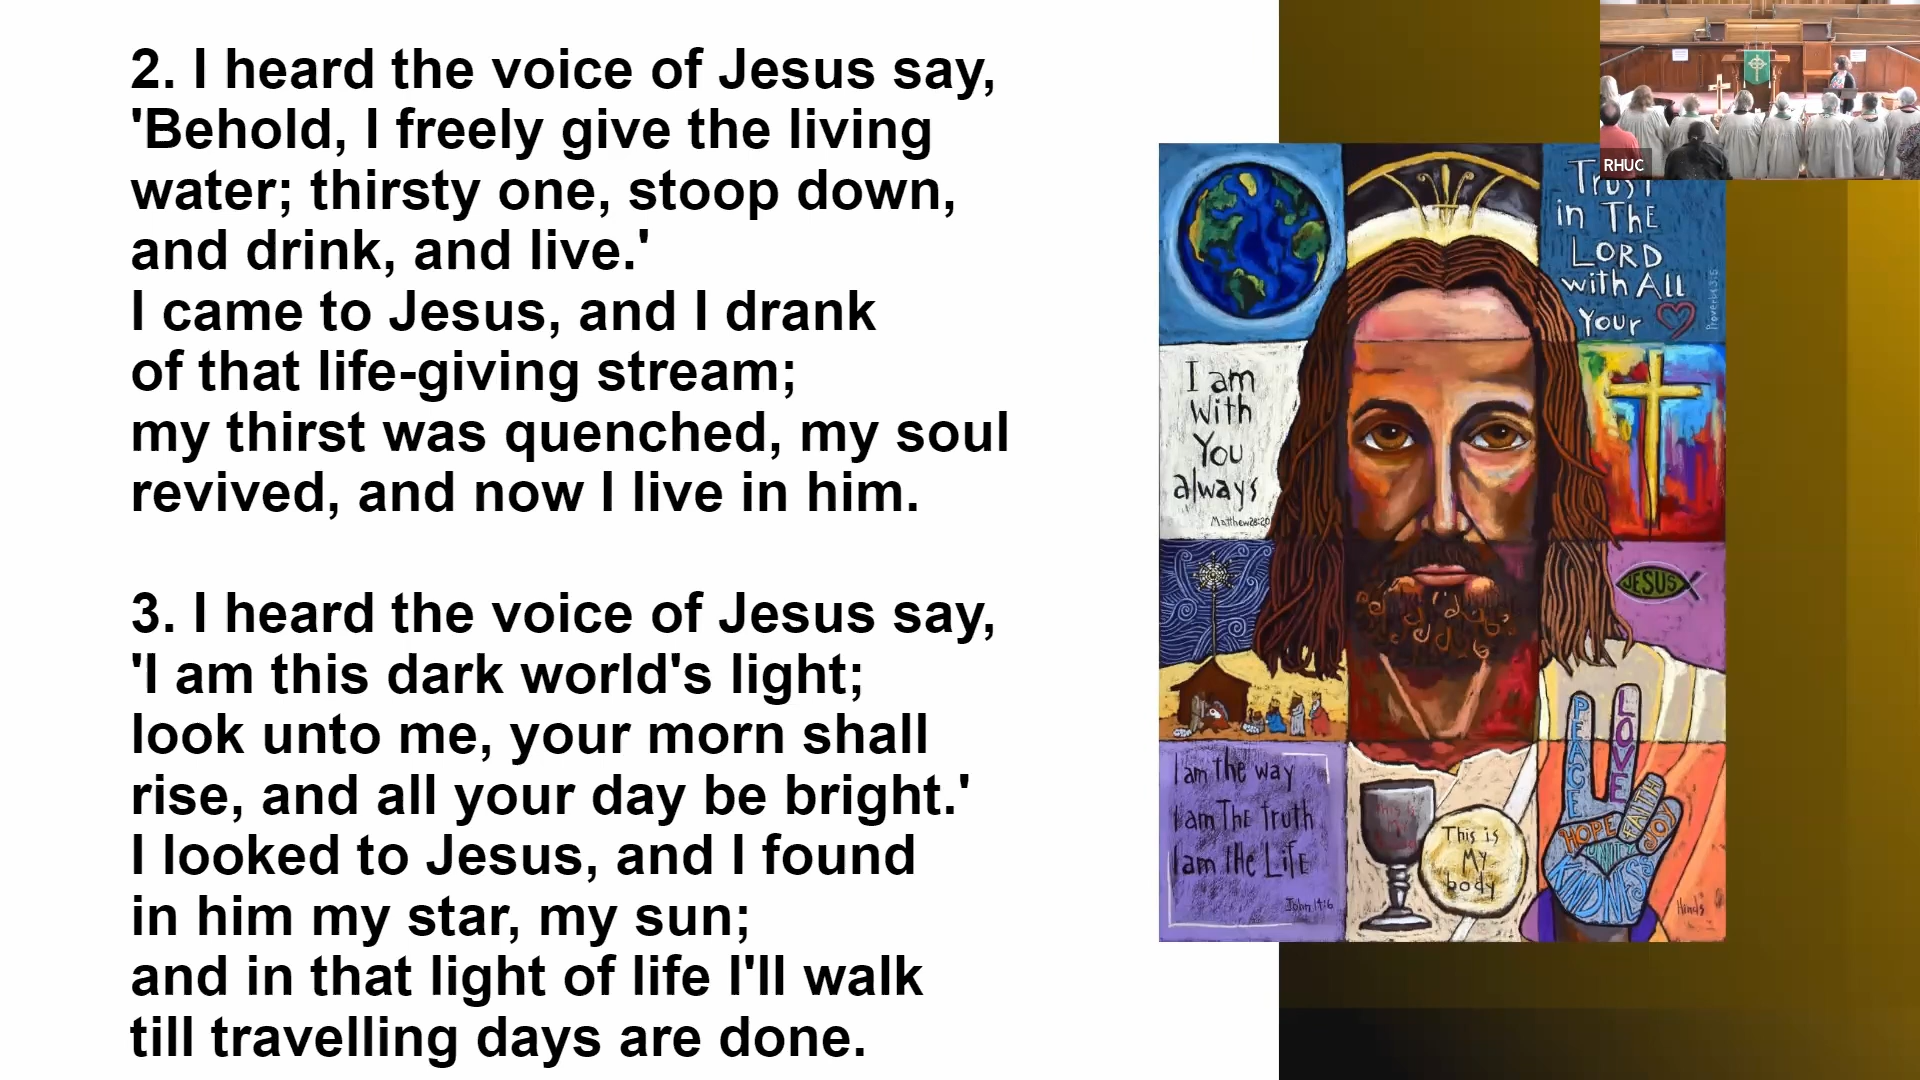 2. I heard the voice of Jesus say,
'Behold, I freely give the living
water; thirsty one, stoop down,
and drink, and live.'
I came to Jesus, and I drank
of that life-giving stream;
my thirst was quenched, my soul
revived, and now I live in him.
3. I heard the voice of Jesus say,
'I am this dark world's light;
look unto me, your morn shall
rise, and all your day be bright.'
I looked to Jesus, and I found
in him my star, my sun;
and in that light of life I'll walk
till travelling days are done.
RHUC
Trust
in The
LORD
with All
Your
Proverbs 3:5
I am
with
You
always
Matthew 28:20
JESUS
I am the way
I am The Truth
I am tHe LiFE
John 14:6
This is
My
body
PEACE
LOVE
FAITH
JOY
HOPE
UNITY
KINDNESS
Hinds